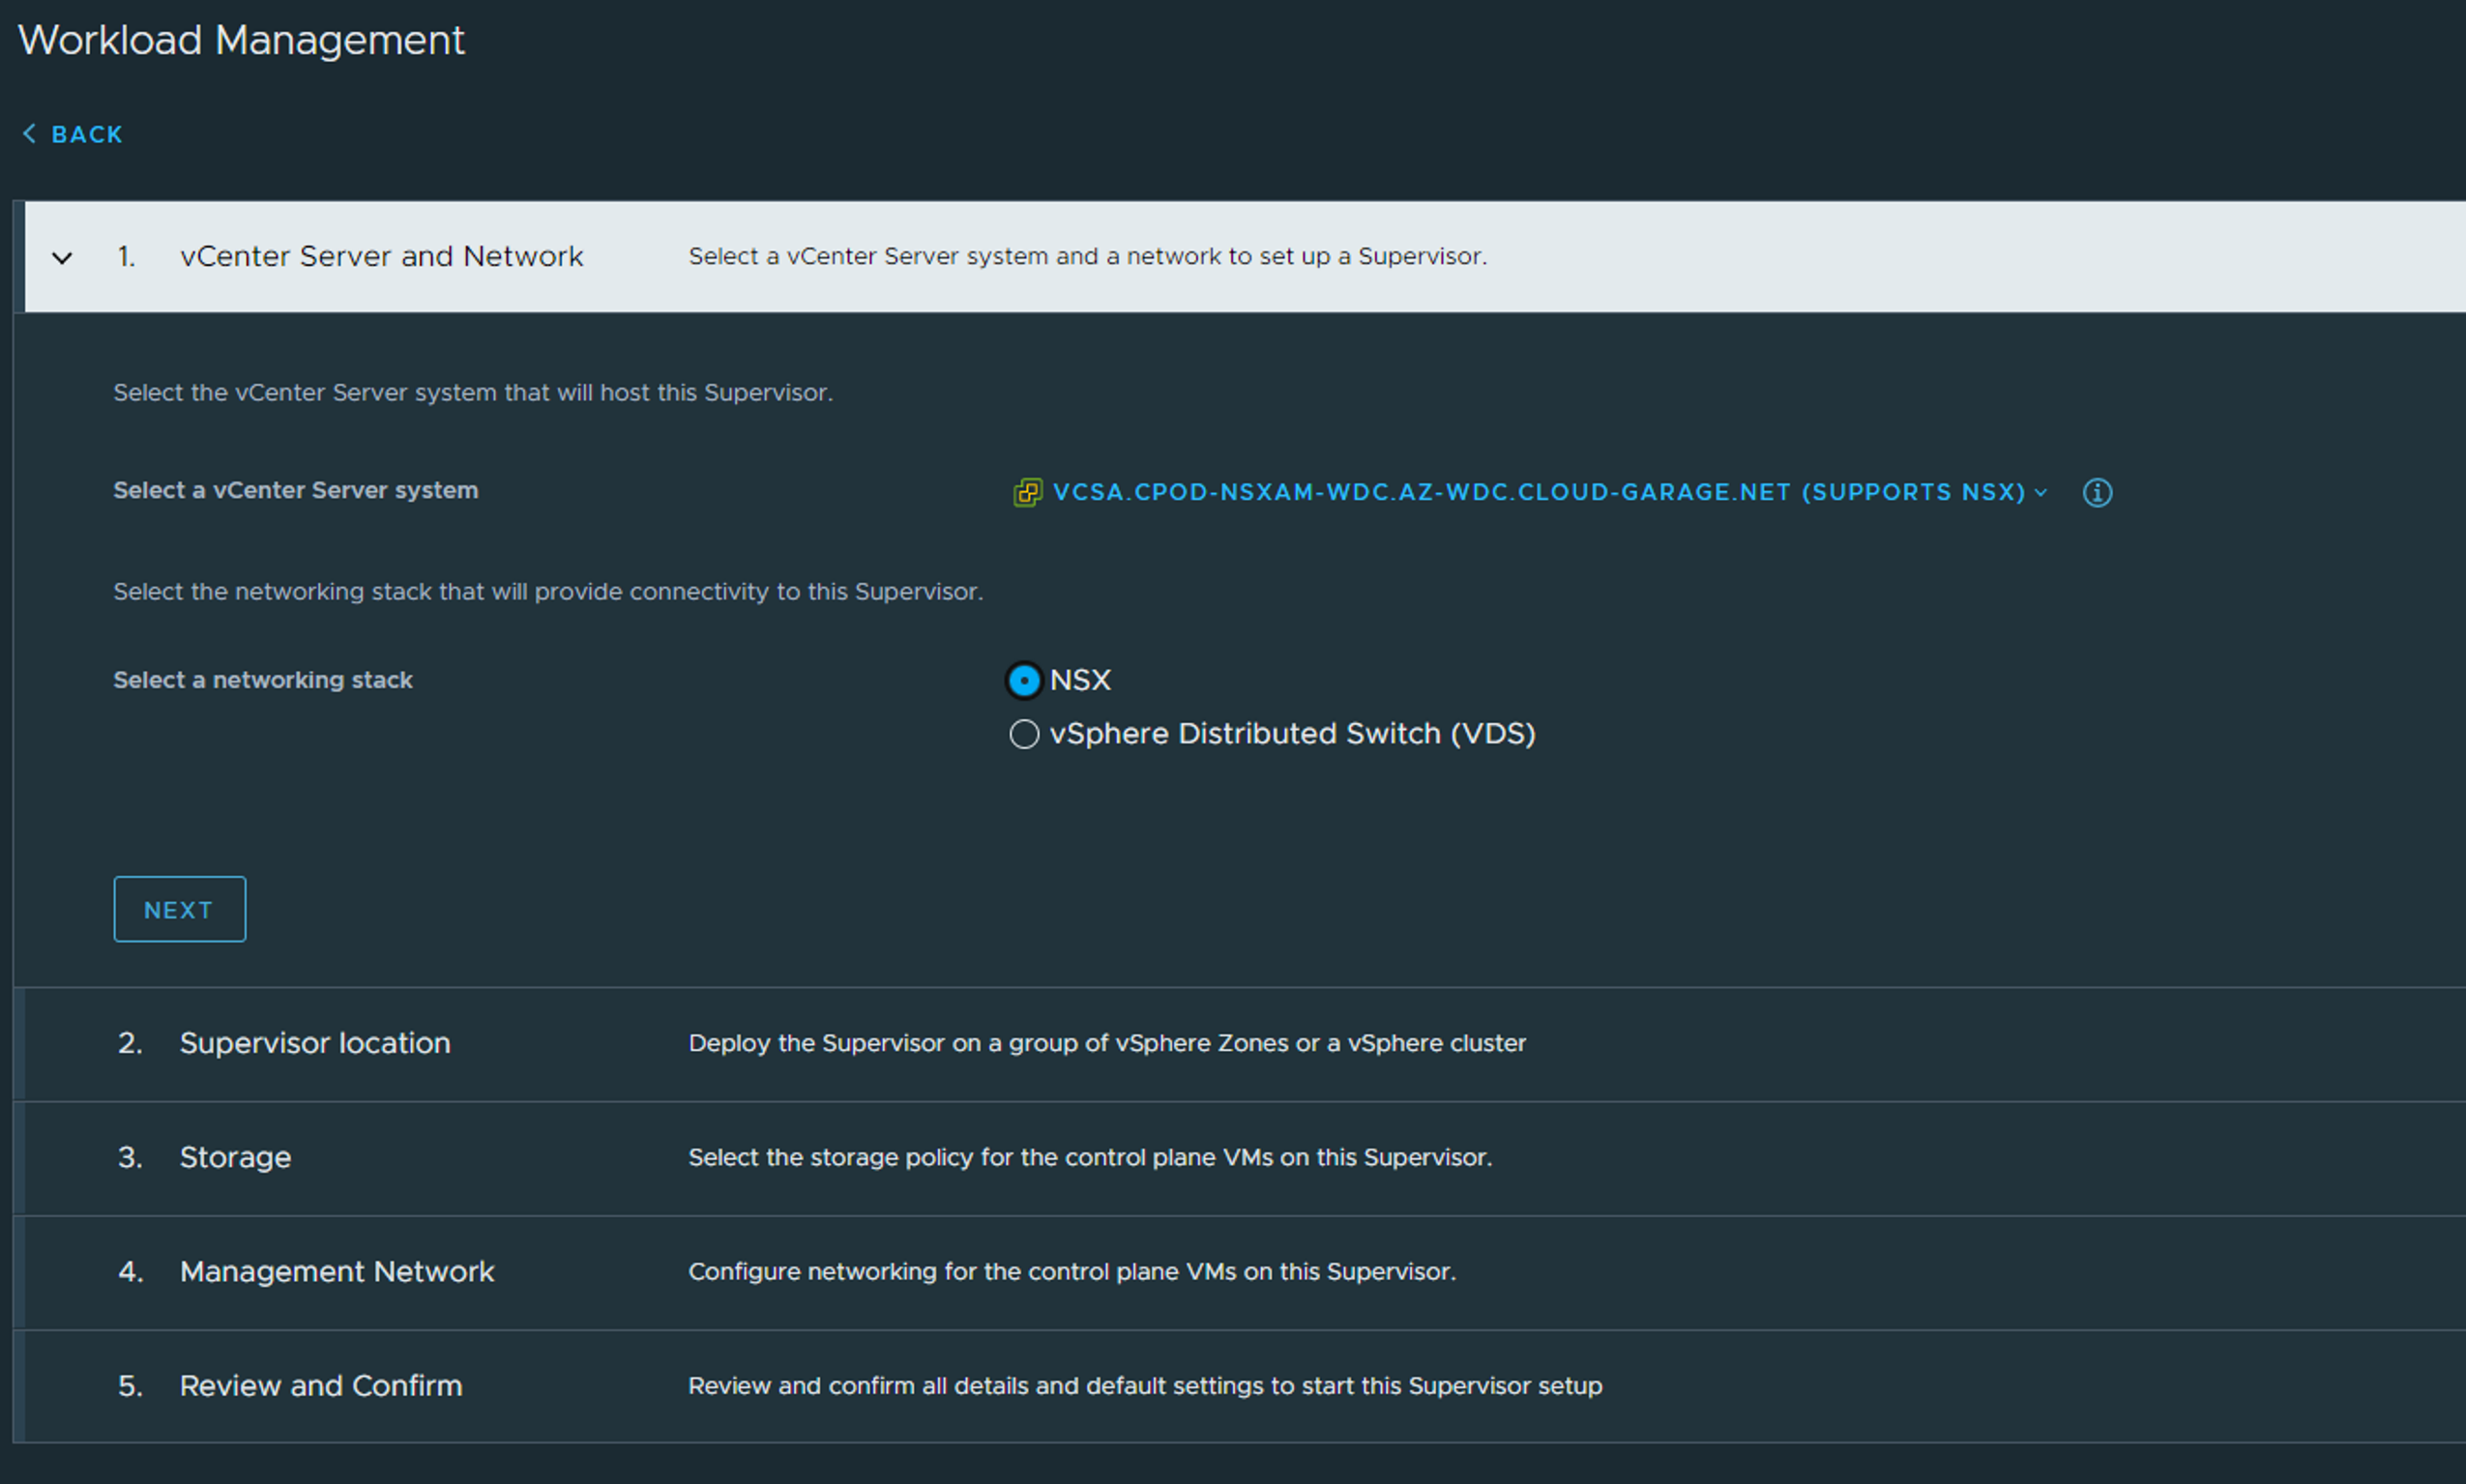 Workload Management
BACK
1. vCenter Server and Network Select a vCenter Server system and a network to set up a Supervisor.
Select the vCenter Server system that will host this Supervisor.
Select a vCenter Server system VCSA.CPOD-NSXAM-WDC.AZ-WDC.CLOUD-GARAGE.NET (SUPPORTS NSX)
Select the networking stack that will provide connectivity to this Supervisor.
Select a networking stack NSX
vSphere Distributed Switch (VDS)
NEXT
2. Supervisor location Deploy the Supervisor on a group of vSphere Zones or a vSphere cluster
3. Storage Select the storage policy for the control plane VMs on this Supervisor.
4. Management Network Configure networking for the control plane VMs on this Supervisor.
5. Review and Confirm Review and confirm all details and default settings to start this Supervisor setup